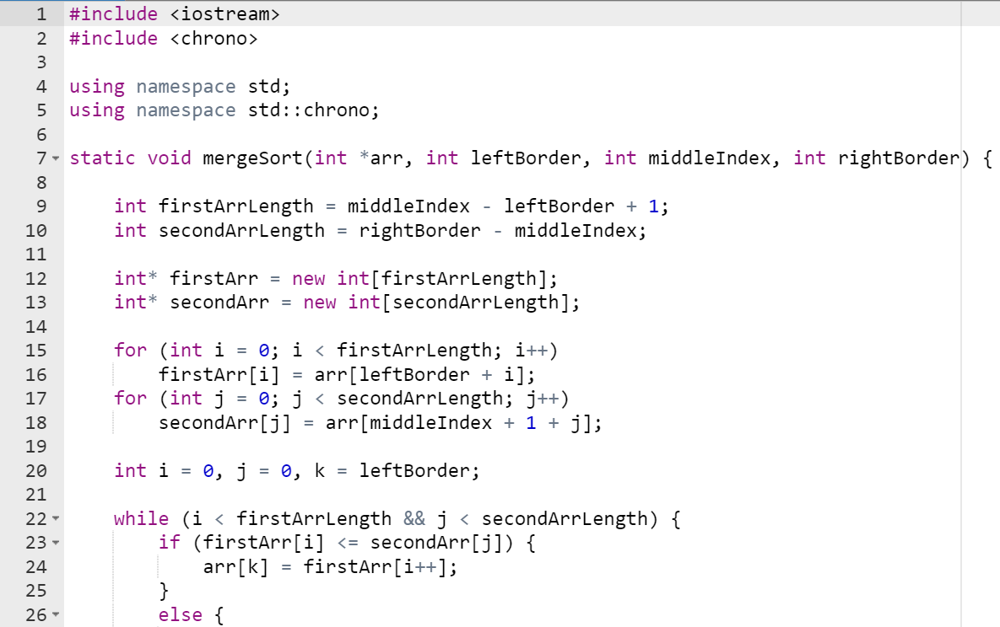 1 #include <iostream>
2 #include <chrono>
3
4 using namespace std;
5 using namespace std::chrono;
6
7 static void mergeSort(int *arr, int leftBorder, int middleIndex, int rightBorder) {
8
9     int firstArrLength = middleIndex - leftBorder + 1;
10     int secondArrLength = rightBorder - middleIndex;
11
12     int* firstArr = new int[firstArrLength];
13     int* secondArr = new int[secondArrLength];
14
15     for (int i = 0; i < firstArrLength; i++)
16         firstArr[i] = arr[leftBorder + i];
17     for (int j = 0; j < secondArrLength; j++)
18         secondArr[j] = arr[middleIndex + 1 + j];
19
20     int i = 0, j = 0, k = leftBorder;
21
22     while (i < firstArrLength && j < secondArrLength) {
23         if (firstArr[i] <= secondArr[j]) {
24             arr[k] = firstArr[i++];
25         }
26         else {